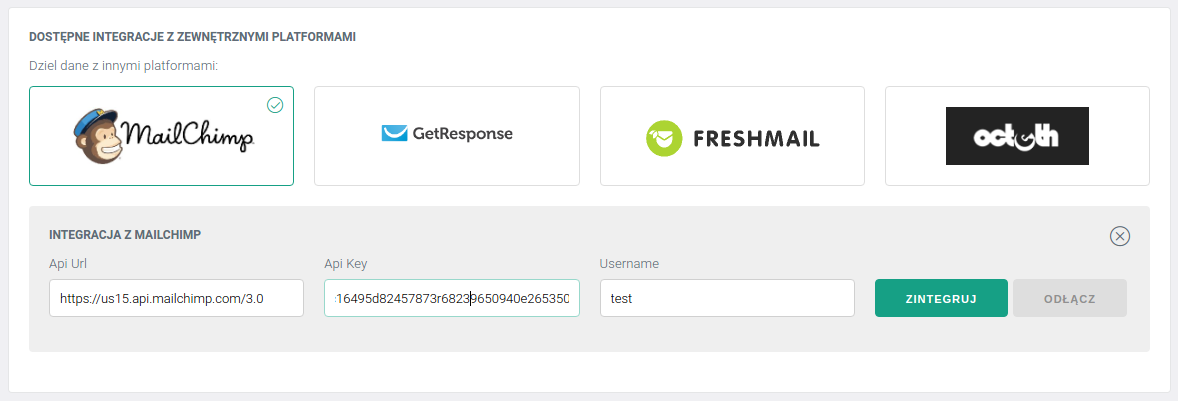 DOSTĘPNE INTEGRACJE Z ZEWNĘTRZNYMI PLATFORMAMI
Dziel dane z innymi platformami:
MailChimp
GetResponse
FRESHMAIL
octeth
INTEGRACJA Z MAILCHIMP
Api Url
Api Key
Username
https://us15.api.mailchimp.com/3.0
16495d82457873r68239650940e265350
test
ZINTEGRUJ
ODŁĄCZ